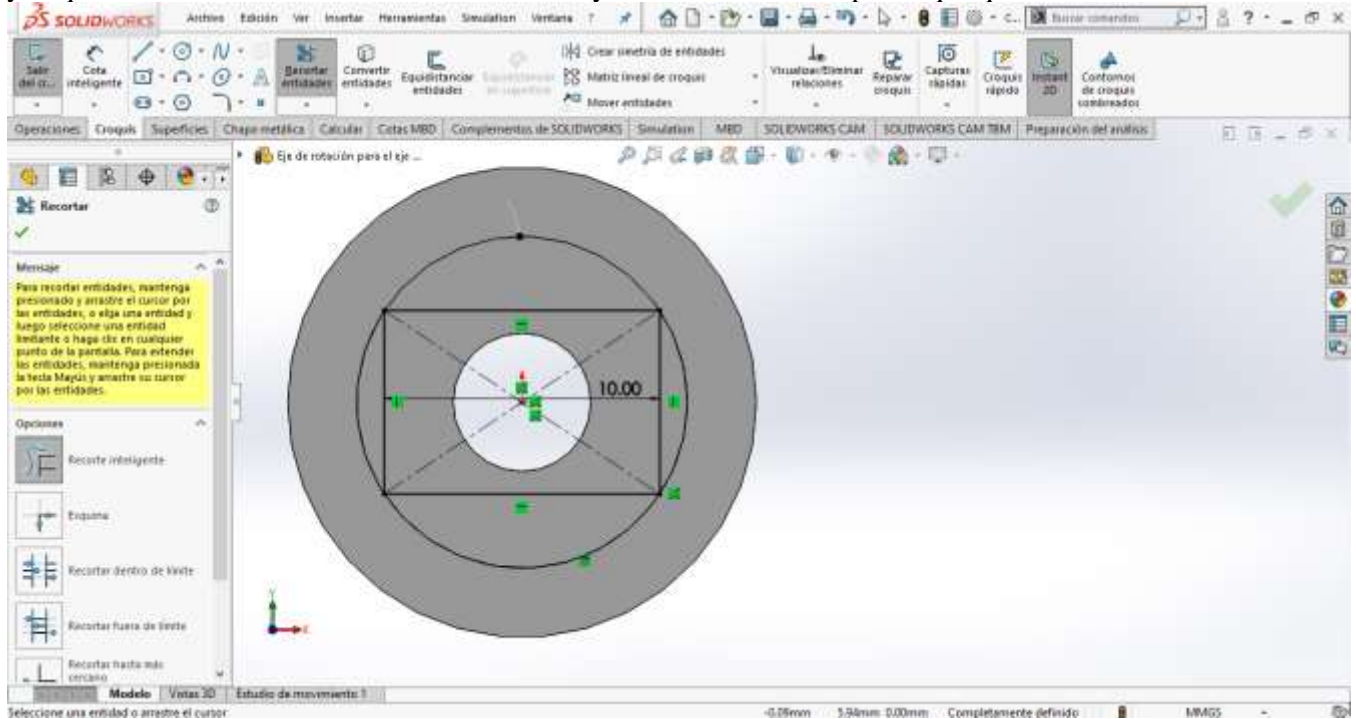 SOLIDWORKS Archivo Edición Ver Insertar Herramientas Simulation Ventana ?
Salir del cr... Cota inteligente Recortar entidades Convertir entidades Equidistanciar entidades Crear simetría de entidades Matriz lineal de croquis Mover entidades Visualizar/Eliminar relaciones Reparar croquis Capturas rápidas Croquis rápido Instant 2D Contornos de croquis combinados
Operaciones Croquis Superficies Chapa metálica Calcular Cotas MBD Complementos de SOLIDWORKS Simulation MBD SOLIDWORKS CAM SOLIDWORKS CAM TBM Preparación del análisis
Eje de rotación para el eje ...
Recortar
Mensaje
Para recortar entidades, mantenga
presionado y arrastre el cursor por
las entidades, o elija una entidad y
luego seleccione una entidad
limitante o haga clic en cualquier
punto de la pantalla. Para extender
las entidades, mantenga presionada
la tecla Mayús y arrastre su cursor
por las entidades.
10.00
Opciones
Recorte inteligente
Esquina
Recortar dentro de límite
Recortar fuera de límite
Recortar hasta más
cercano
Y
X
Modelo Vistas 3D Estudio de movimiento 1
Seleccione una entidad o arrastre el cursor -0.09mm 5.94mm 0.00mm Completamente definido MMGS